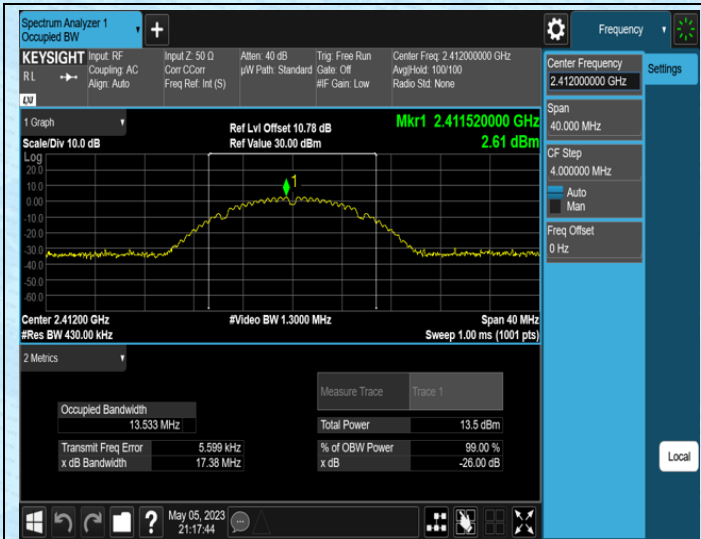 Spectrum Analyzer 1
Occupied BW
Frequency
KEYSIGHT
RL
LXI
Input: RF
Coupling: AC
Align: Auto
Input Z: 50 Ω
Corr CCorr
Freq Ref: Int (S)
Atten: 40 dB
µW Path: Standard
Trig: Free Run
Gate: Off
#IF Gain: Low
Center Freq: 2.412000000 GHz
Avg|Hold: 100/100
Radio Std: None
Center Frequency
2.412000000 GHz
Settings
Span
40.000 MHz
CF Step
4.000000 MHz
Auto
Man
Freq Offset
0 Hz
1 Graph
Scale/Div 10.0 dB
Ref Lvl Offset 10.78 dB
Ref Value 30.00 dBm
Mkr1 2.411520000 GHz
2.61 dBm
Log
20.0
10.0
0.00
-10.0
-20.0
-30.0
-40.0
-50.0
-60.0
1
Center 2.41200 GHz
#Res BW 430.00 kHz
#Video BW 1.3000 MHz
Span 40 MHz
Sweep 1.00 ms (1001 pts)
2 Metrics
Measure Trace Trace 1
Occupied Bandwidth
13.533 MHz
Total Power 13.5 dBm
Transmit Freq Error 5.599 kHz
% of OBW Power 99.00 %
x dB Bandwidth 17.38 MHz
x dB -26.00 dB
Local
?
May 05, 2023
21:17:44